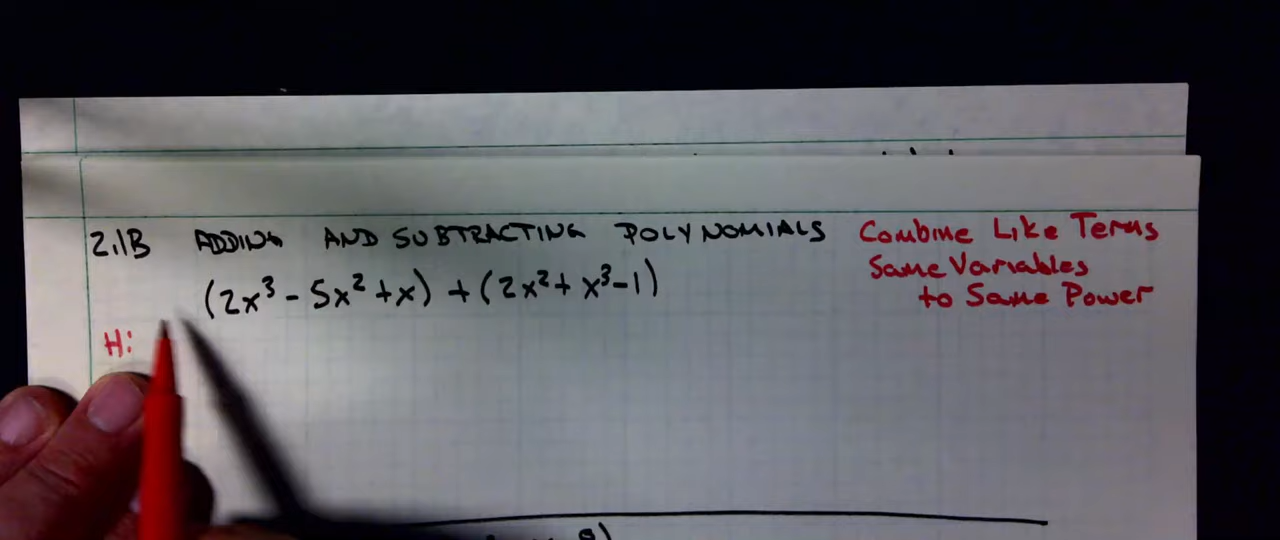 2.1B ADDING AND SUBTRACTING POLYNOMIALS Combine Like Terms
Same Variables
to Same Power
(2x³ - 5x² + x) + (2x² + x³ - 1)
H: